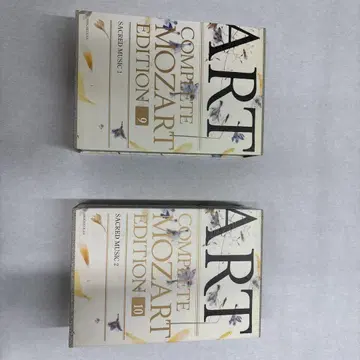 ART
COMPLETE
MOZART
EDITION 9
SACRED MUSIC 1
ART
COMPLETE
MOZART
EDITION 10
SACRED MUSIC 2